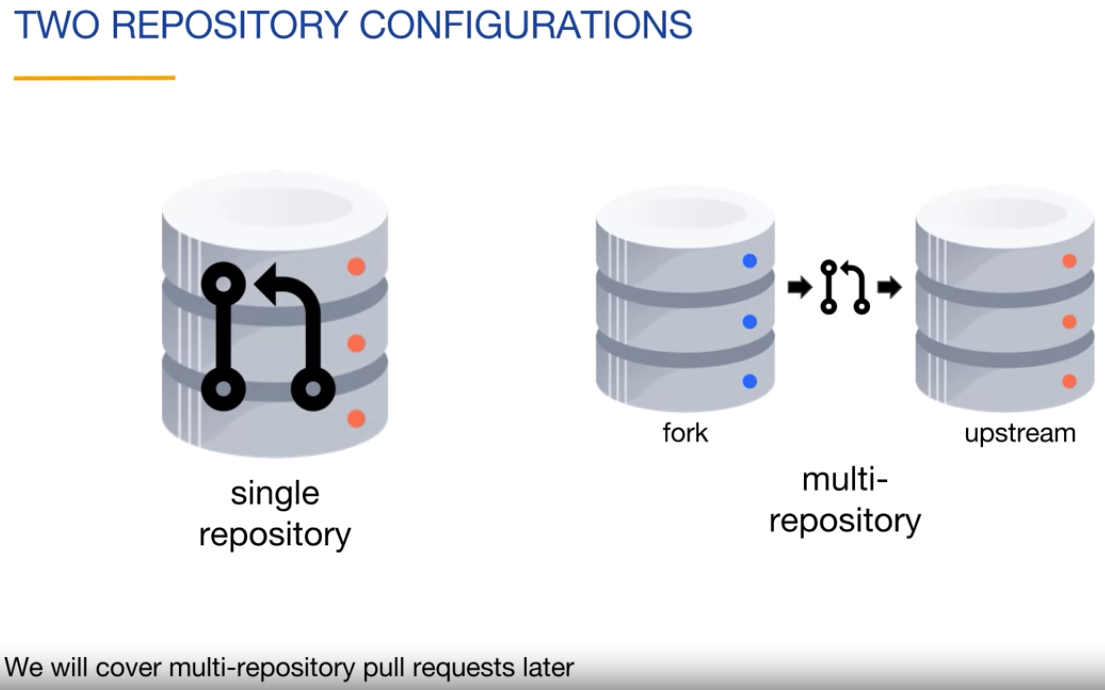 TWO REPOSITORY CONFIGURATIONS
single
repository
fork
upstream
multi-
repository
We will cover multi-repository pull requests later